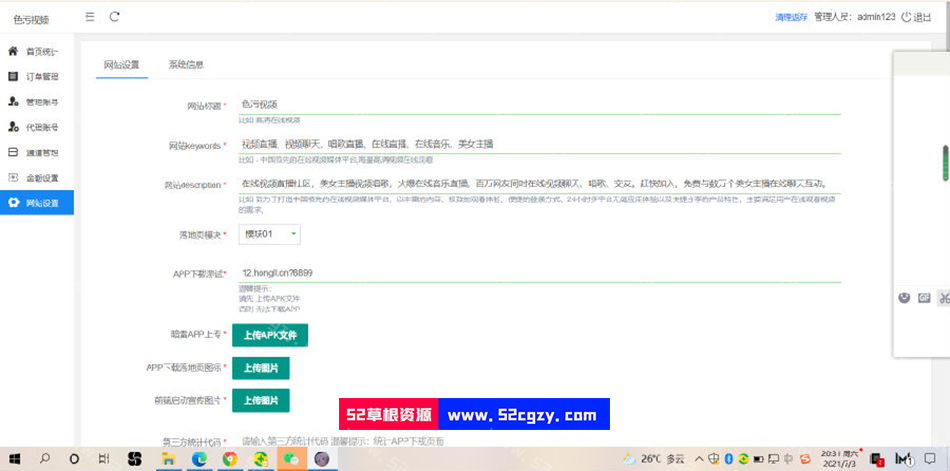 色污视频
清理缓存 管理人员: admin123 退出
首页统计
订单管理
管理账号
代理账号
通道管理
金额设置
网站设置
网站设置 系统信息
网站标题 *
色污视频
比如:高清在线视频
网站keywords *
视频直播、视频聊天、唱歌直播、在线直播、在线音乐、美女主播
比如 - 中国领先的在线视频媒体平台,海量高清视频在线观看
网站description *
在线视频直播社区，美女主播视频唱歌，火爆在线音乐直播，百万网友同时在线视频聊天、唱歌、交友。赶快加入，免费与数万个美女主播在线聊天互动。
的需求。
落地页模块 *
模块01
APP下载测试 *
12.hongll.cn?8899
温馨提示:
请先 上传APK文件
否则 无法下载APP
暗雷APP上传 *
上传APK文件
APP下载落地页图标 *
上传图片
前端启动宣传图片 *
上传图片
52草根资源 www.52cgzy.com
第三方统计代码 *
请输入第三方统计代码 温馨提示：统计APP下载页面
26°C 多云
20:31 周六
2021/7/3